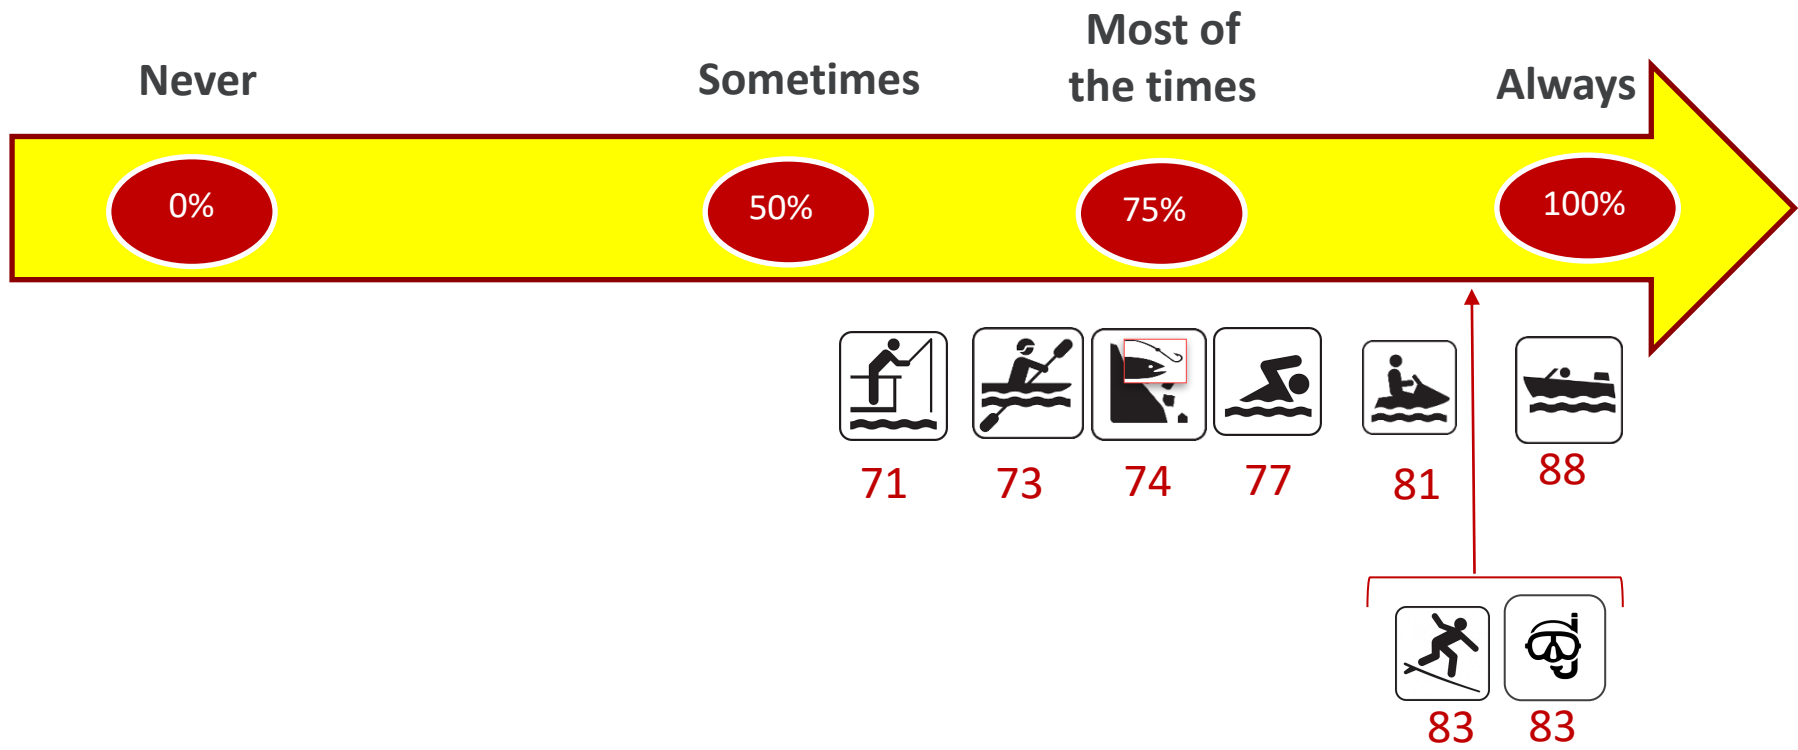 Never
Sometimes
Most of
the times
Always
0%
50%
75%
100%
71
73
74
77
81
88
83
83